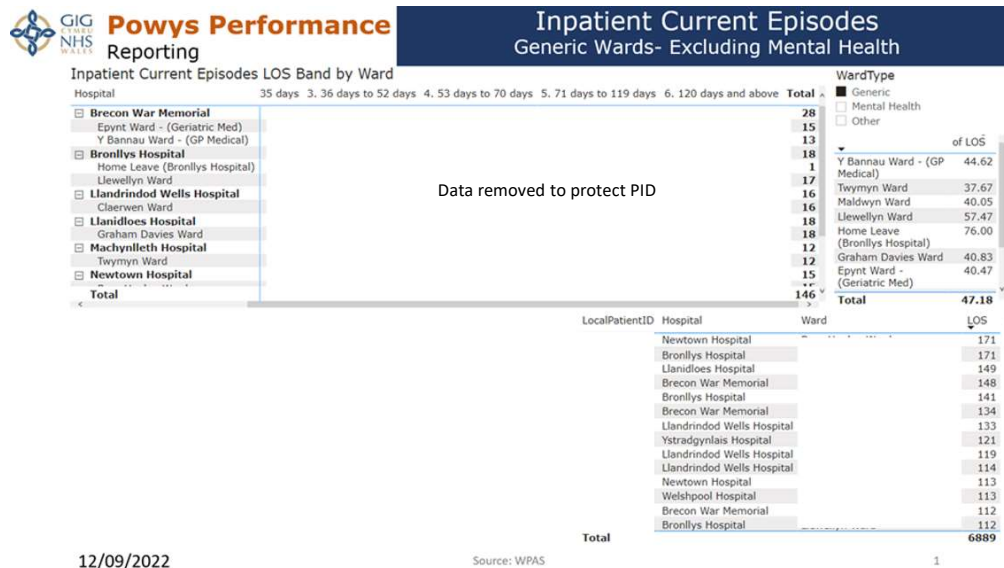 GIG
CYMRU
NHS
WALES
Powys Performance
Reporting
Inpatient Current Episodes
Generic Wards- Excluding Mental Health
Inpatient Current Episodes LOS Band by Ward
Hospital 35 days 3. 36 days to 52 days 4. 53 days to 70 days 5. 71 days to 119 days 6. 120 days and above Total
Brecon War Memorial 28
Epynt Ward - (Geriatric Med) 15
Y Bannau Ward - (GP Medical) 13
Bronllys Hospital 18
Home Leave (Bronllys Hospital) 1
Llewellyn Ward 17
Llandrindod Wells Hospital 16
Claerwen Ward 16
Llanidloes Hospital 18
Graham Davies Ward 18
Machynlleth Hospital 12
Twymyn Ward 12
Newtown Hospital 15
Total 146
Data removed to protect PID
WardType
Generic
Mental Health
Other
of LOS
Y Bannau Ward - (GP 44.62
Medical)
Twymyn Ward 37.67
Maldwyn Ward 40.05
Llewellyn Ward 57.47
Home Leave 76.00
(Bronllys Hospital)
Graham Davies Ward 40.83
Epynt Ward - 40.47
(Geriatric Med)
Total 47.18
LocalPatientID Hospital Ward LOS
Newtown Hospital 171
Bronllys Hospital 171
Llanidloes Hospital 149
Brecon War Memorial 148
Bronllys Hospital 141
Brecon War Memorial 134
Llandrindod Wells Hospital 133
Ystradgynlais Hospital 121
Llandrindod Wells Hospital 119
Llandrindod Wells Hospital 114
Newtown Hospital 113
Welshpool Hospital 113
Brecon War Memorial 112
Bronllys Hospital 112
Total 6889
12/09/2022
Source: WPAS
1